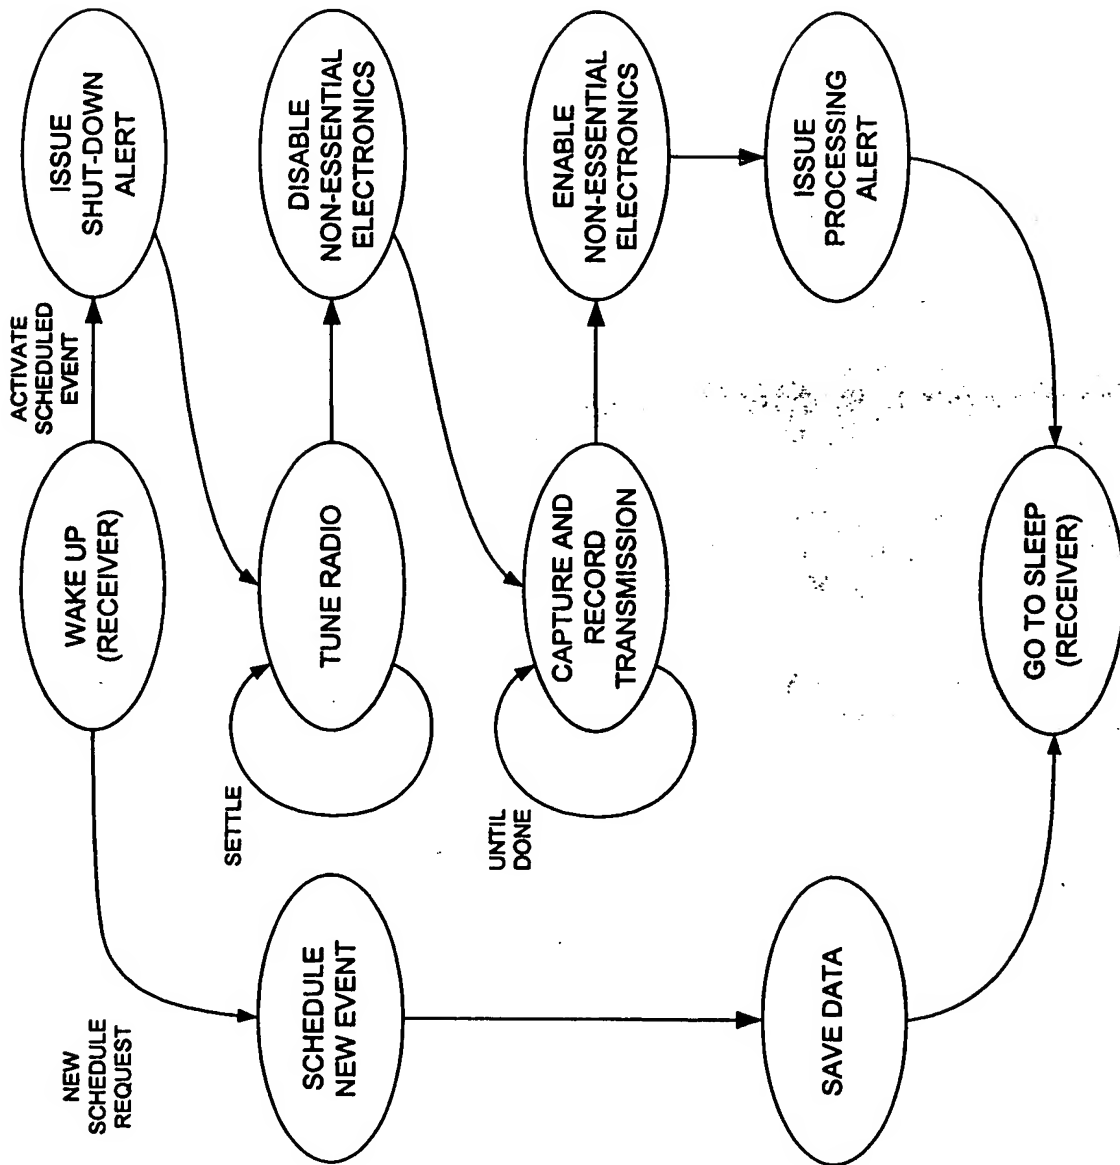 NEW
SCHEDULE
REQUEST
WAKE UP
(RECEIVER)
ACTIVATE
SCHEDULED
EVENT
ISSUE
SHUT-DOWN
ALERT
SCHEDULE
NEW EVENT
SETTLE
TUNE RADIO
DISABLE
NON-ESSENTIAL
ELECTRONICS
UNTIL
DONE
CAPTURE AND
RECORD
TRANSMISSION
ENABLE
NON-ESSENTIAL
ELECTRONICS
SAVE DATA
ISSUE
PROCESSING
ALERT
GO TO SLEEP
(RECEIVER)